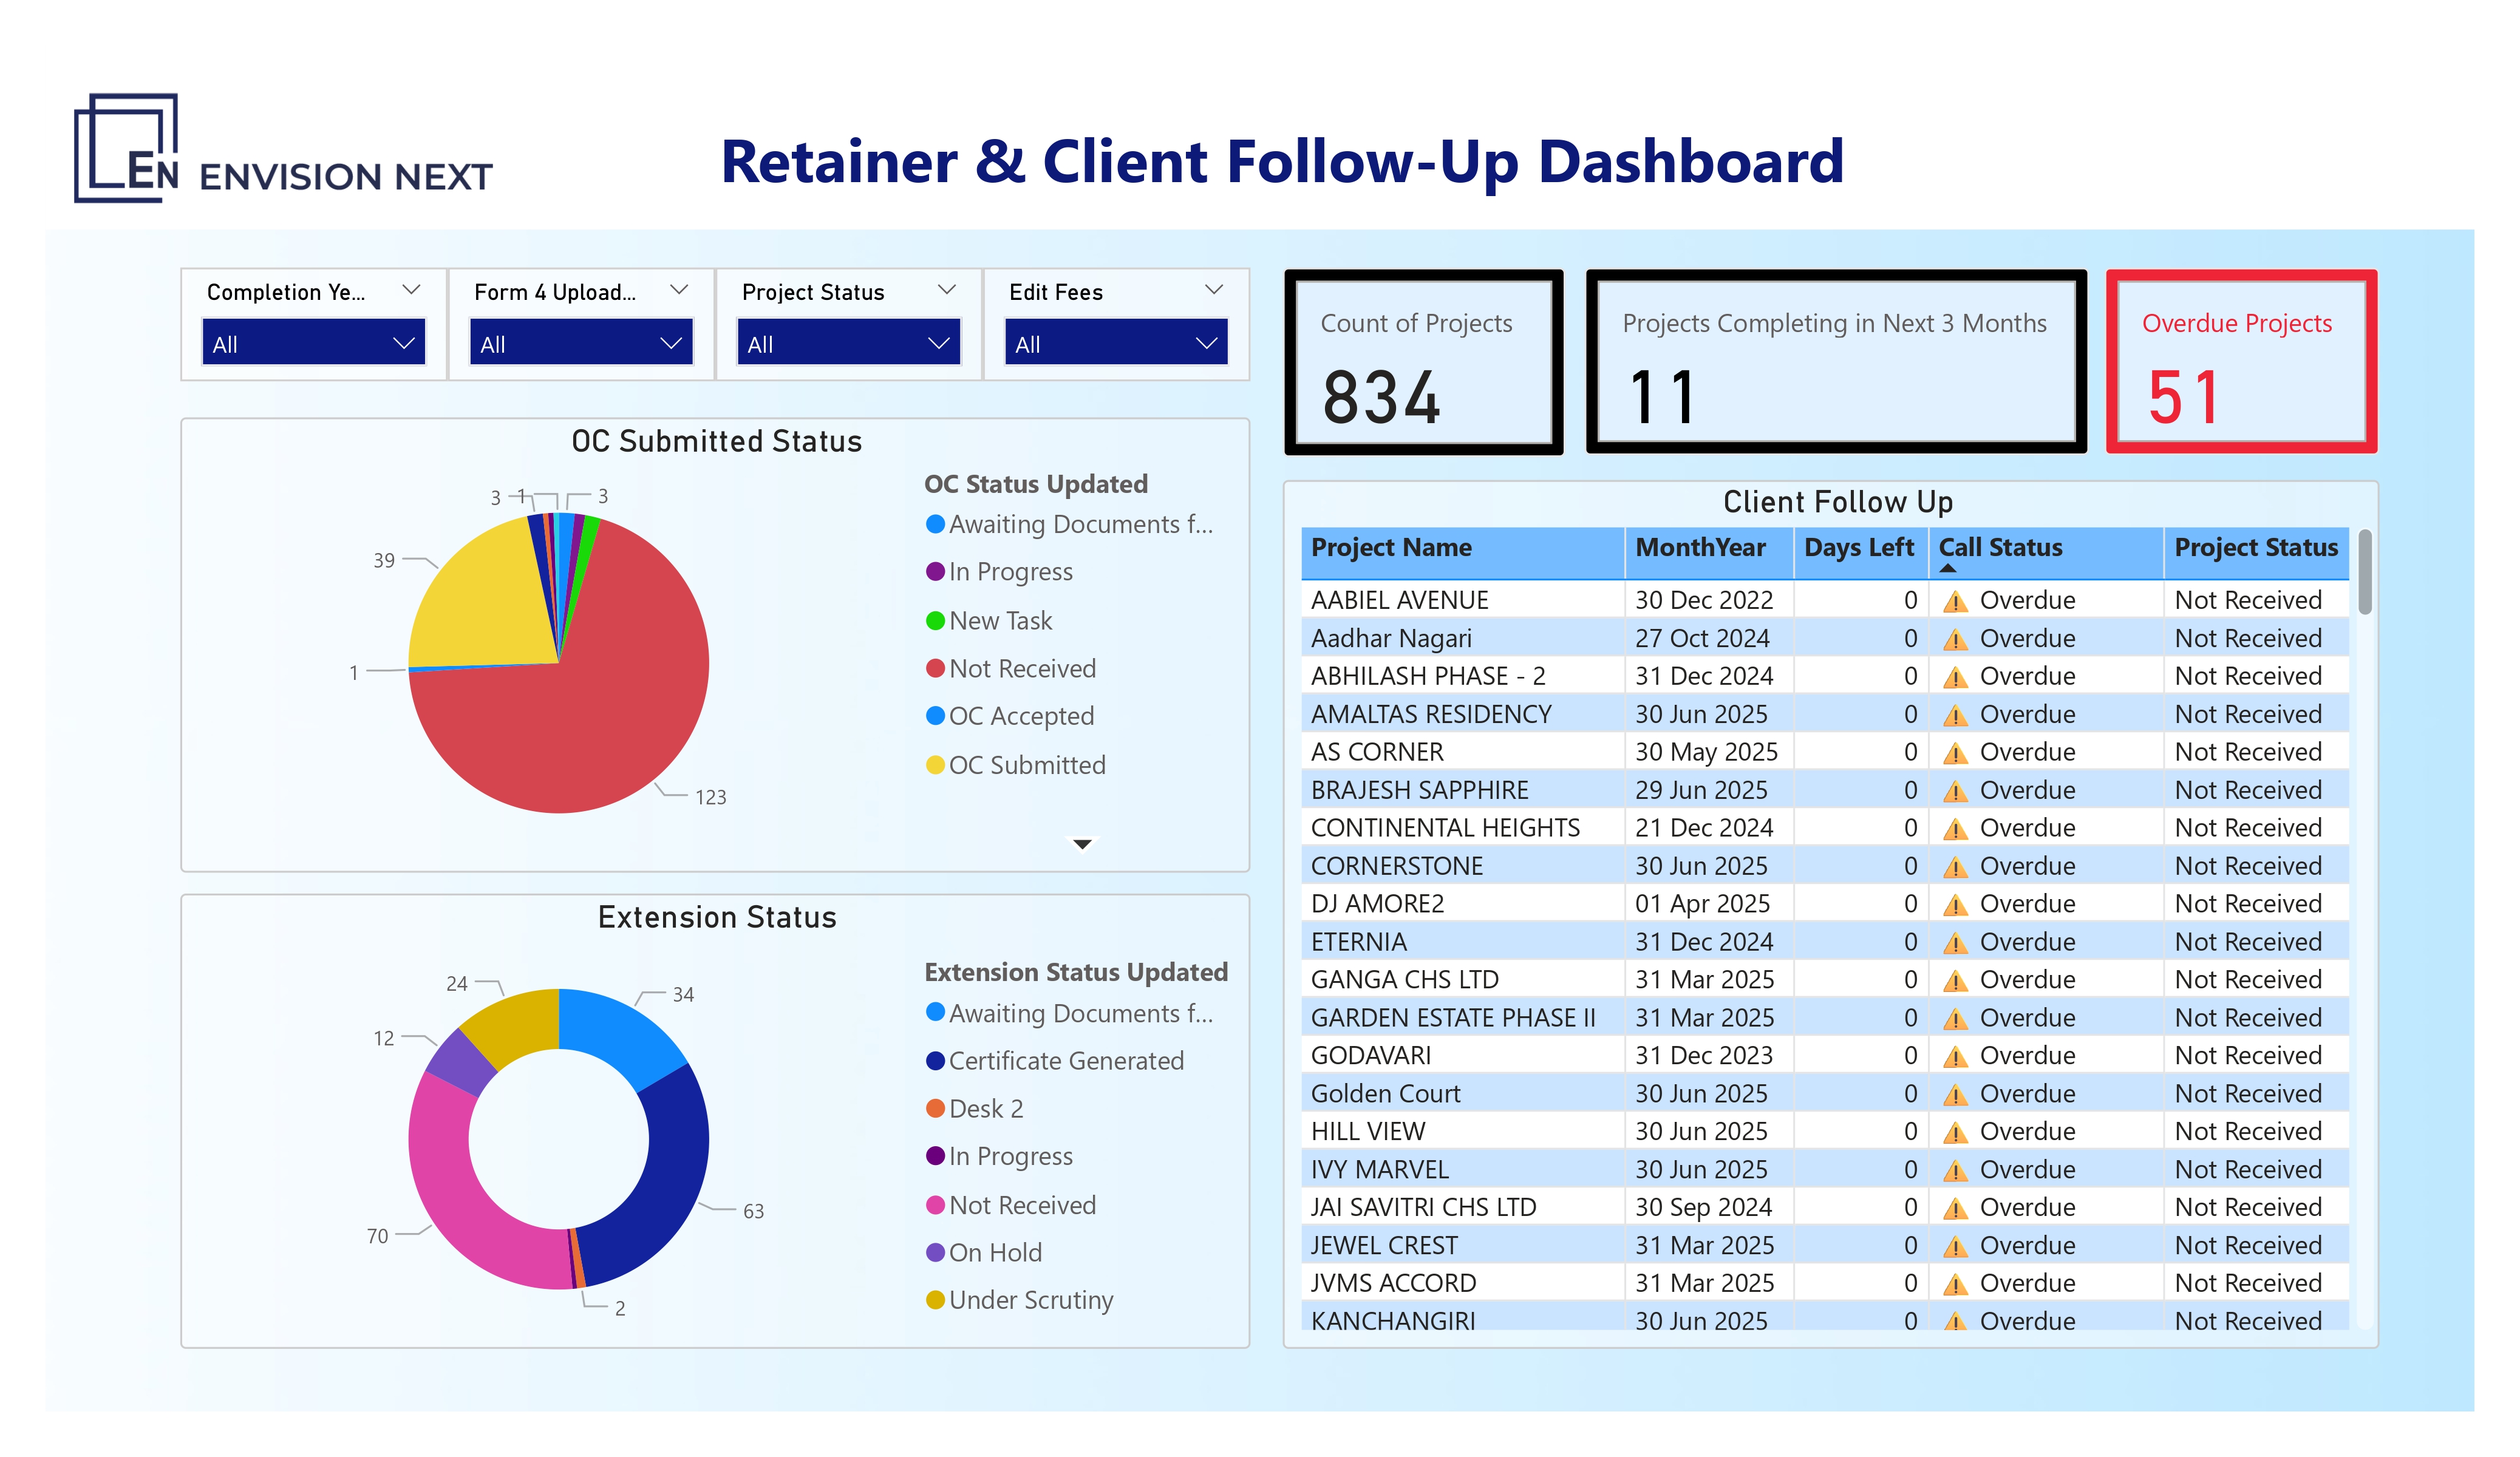 EN ENVISION NEXT
Retainer & Client Follow-Up Dashboard
Completion Ye...
All
Form 4 Upload...
All
Project Status
All
Edit Fees
All
Count of Projects
834
Projects Completing in Next 3 Months
11
Overdue Projects
51
OC Submitted Status
3
1
3
39
1
123
OC Status Updated
Awaiting Documents f...
In Progress
New Task
Not Received
OC Accepted
OC Submitted
Extension Status
24
34
12
63
70
2
Extension Status Updated
Awaiting Documents f...
Certificate Generated
Desk 2
In Progress
Not Received
On Hold
Under Scrutiny
Client Follow Up
Project Name MonthYear Days Left Call Status Project Status
AABIEL AVENUE 30 Dec 2022 0 Overdue Not Received
Aadhar Nagari 27 Oct 2024 0 Overdue Not Received
ABHILASH PHASE - 2 31 Dec 2024 0 Overdue Not Received
AMALTAS RESIDENCY 30 Jun 2025 0 Overdue Not Received
AS CORNER 30 May 2025 0 Overdue Not Received
BRAJESH SAPPHIRE 29 Jun 2025 0 Overdue Not Received
CONTINENTAL HEIGHTS 21 Dec 2024 0 Overdue Not Received
CORNERSTONE 30 Jun 2025 0 Overdue Not Received
DJ AMORE2 01 Apr 2025 0 Overdue Not Received
ETERNIA 31 Dec 2024 0 Overdue Not Received
GANGA CHS LTD 31 Mar 2025 0 Overdue Not Received
GARDEN ESTATE PHASE II 31 Mar 2025 0 Overdue Not Received
GODAVARI 31 Dec 2023 0 Overdue Not Received
Golden Court 30 Jun 2025 0 Overdue Not Received
HILL VIEW 30 Jun 2025 0 Overdue Not Received
IVY MARVEL 30 Jun 2025 0 Overdue Not Received
JAI SAVITRI CHS LTD 30 Sep 2024 0 Overdue Not Received
JEWEL CREST 31 Mar 2025 0 Overdue Not Received
JVMS ACCORD 31 Mar 2025 0 Overdue Not Received
KANCHANGIRI 30 Jun 2025 0 Overdue Not Received